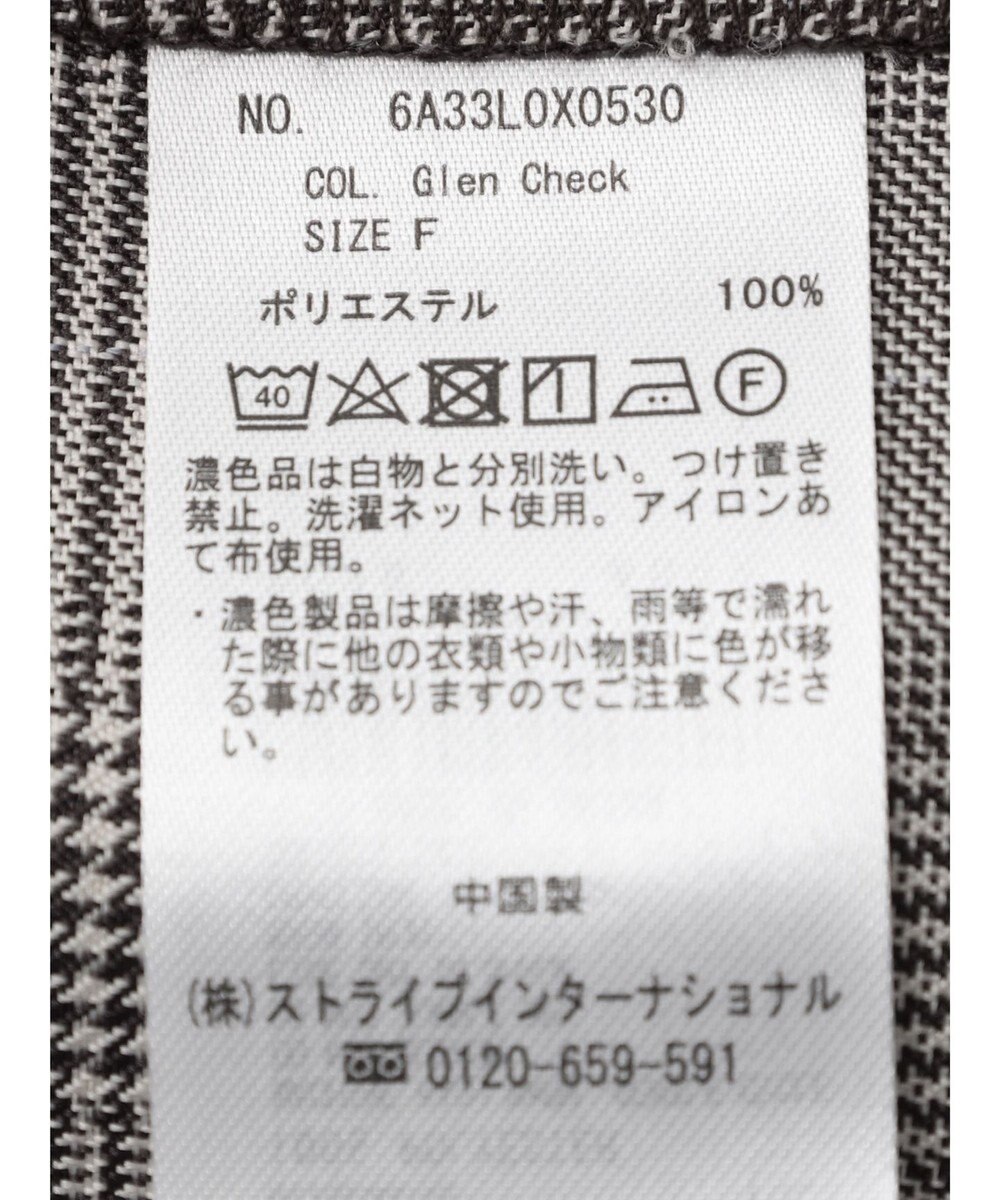 NO. 6A33L0X0530
COL. Glen Check
SIZE F
ポリエステル 100%
40 F
濃色品は白物と分別洗い。つけ置き
禁止。洗濯ネット使用。アイロンあ
て布使用。
・濃色製品は摩擦や汗、雨等で濡れ
た際に他の衣類や小物類に色が移
る事がありますのでご注意くださ
い。
中国製
(株)ストライプインターナショナル
0120-659-591